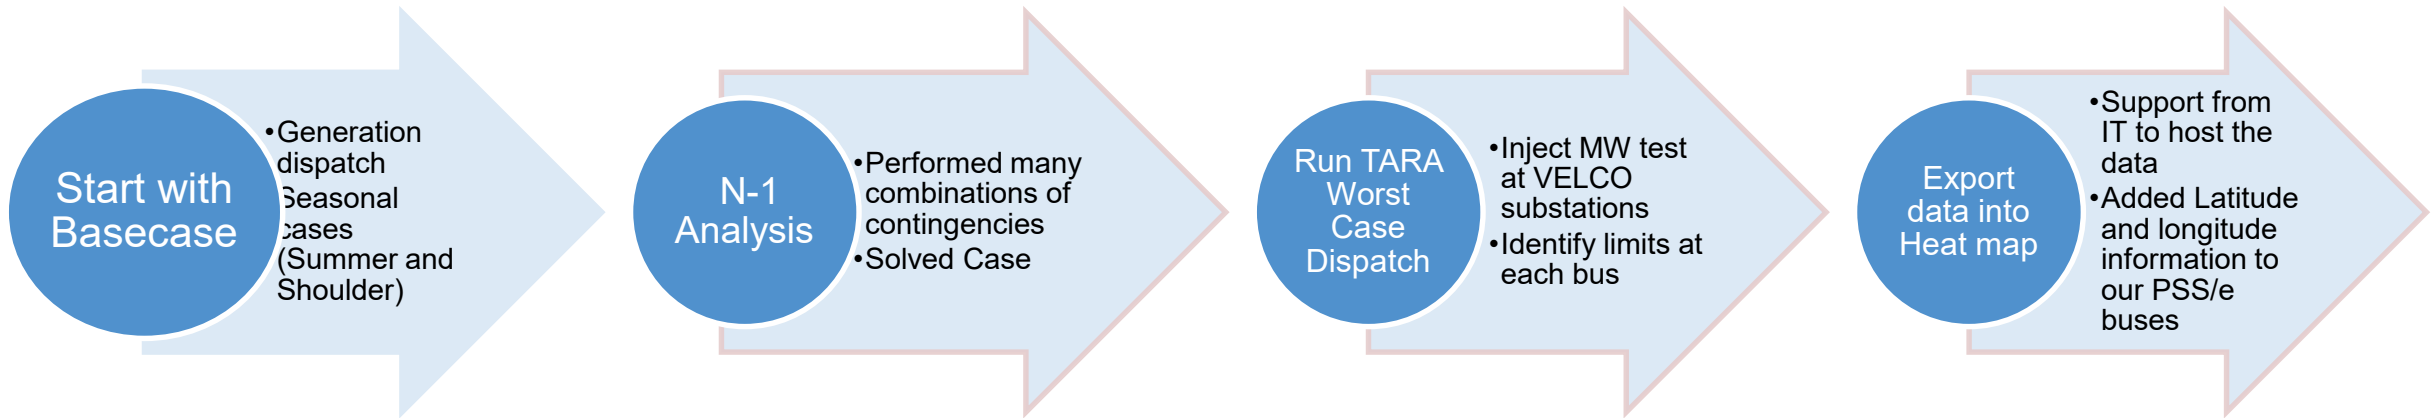 Start with
Basecase
•Generation
dispatch
Seasonal
cases
(Summer and
Shoulder)
N-1
Analysis
•Performed many
combinations of
contingencies
•Solved Case
Run TARA
Worst
Case
Dispatch
•Inject MW test
at VELCO
substations
•Identify limits at
each bus
Export
data into
Heat map
•Support from
IT to host the
data
•Added Latitude
and longitude
information to
our PSS/e
buses